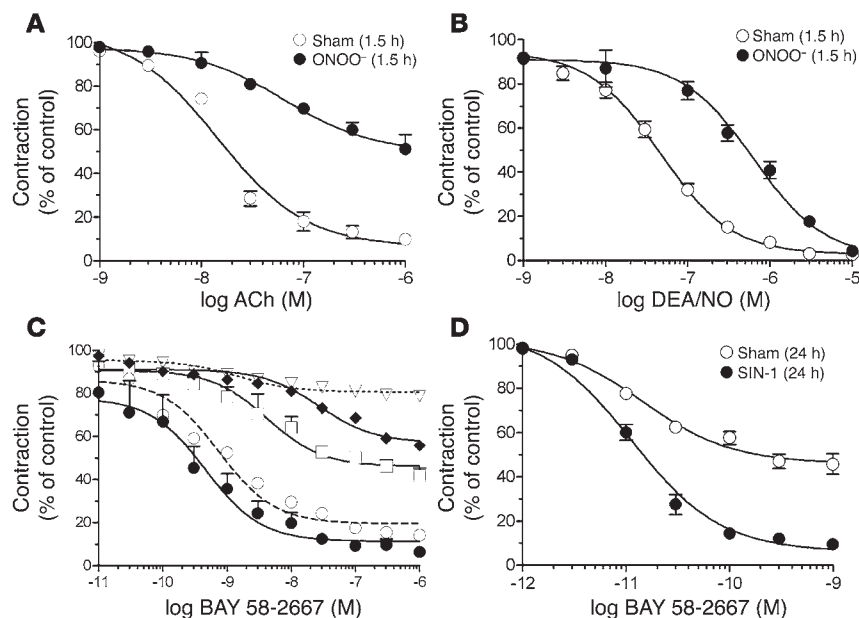 A
Sham (1.5 h)
ONOO⁻ (1.5 h)
Contraction
(% of control)
100
80
60
40
20
0
-9
-8
-7
-6
log ACh (M)
B
Sham (1.5 h)
ONOO⁻ (1.5 h)
Contraction
(% of control)
100
80
60
40
20
0
-9
-8
-7
-6
-5
log DEA/NO (M)
C
Contraction
(% of control)
100
80
60
40
20
0
-11
-10
-9
-8
-7
-6
log BAY 58-2667 (M)
D
Sham (24 h)
SIN-1 (24 h)
Contraction
(% of control)
100
80
60
40
20
0
-12
-11
-10
-9
log BAY 58-2667 (M)